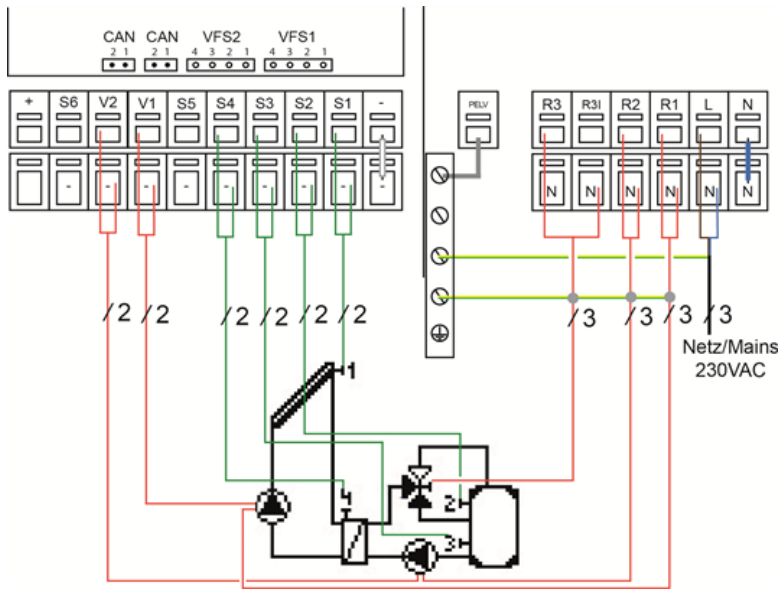 CAN CAN VFS2 VFS1
2 1 2 1 4 3 2 1 4 3 2 1
+ S6 V2 V1 S5 S4 S3 S2 S1 -
PELV
R3 R3I R2 R1 L N
- - - - - - - - -
N N N N N N
/2 /2 /2 /2 /2 /2
/3 /3 /3 /3
Netz/Mains
230VAC
1
4
2
3